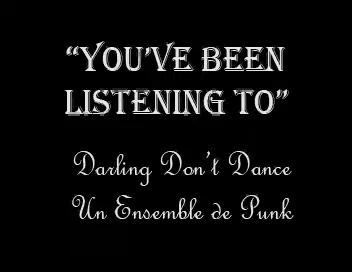 “YOU’VE BEEN
LISTENING TO”
Darling Don’t Dance
Un Ensemble de Punk